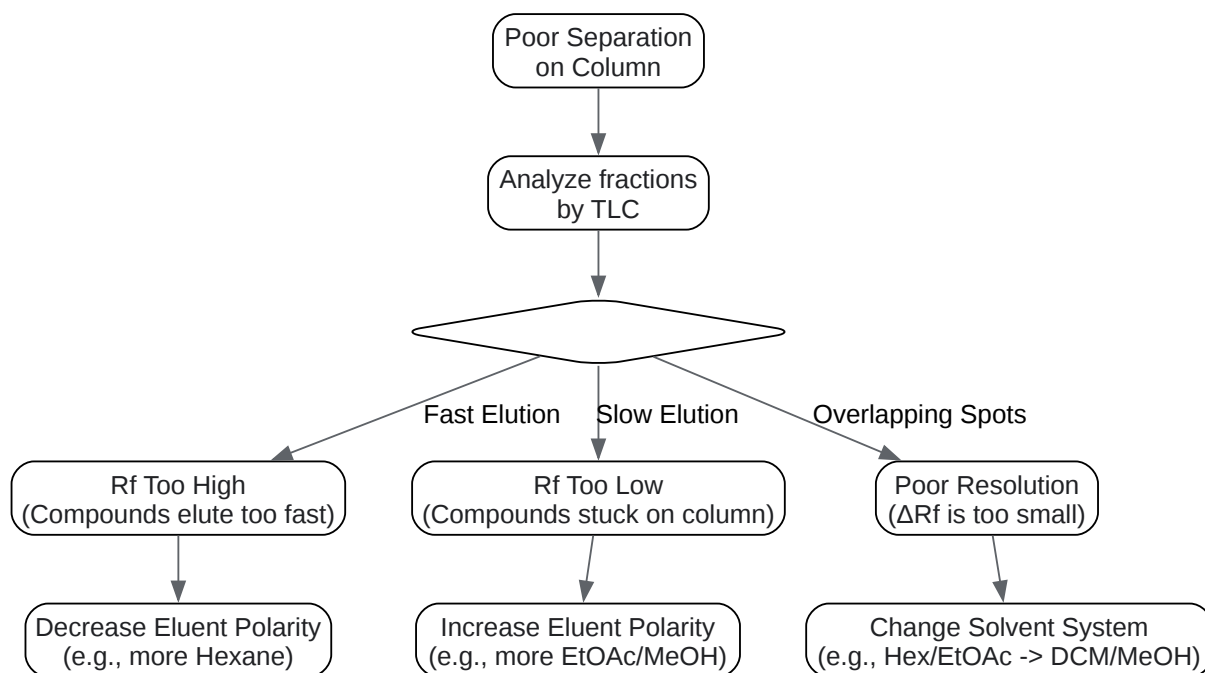 Poor Separation
on Column
Analyze fractions
by TLC
Fast Elution
Slow Elution
Overlapping Spots
Rf Too High
(Compounds elute too fast)
Rf Too Low
(Compounds stuck on column)
Poor Resolution
(ΔRf is too small)
Decrease Eluent Polarity
(e.g., more Hexane)
Increase Eluent Polarity
(e.g., more EtOAc/MeOH)
Change Solvent System
(e.g., Hex/EtOAc -> DCM/MeOH)